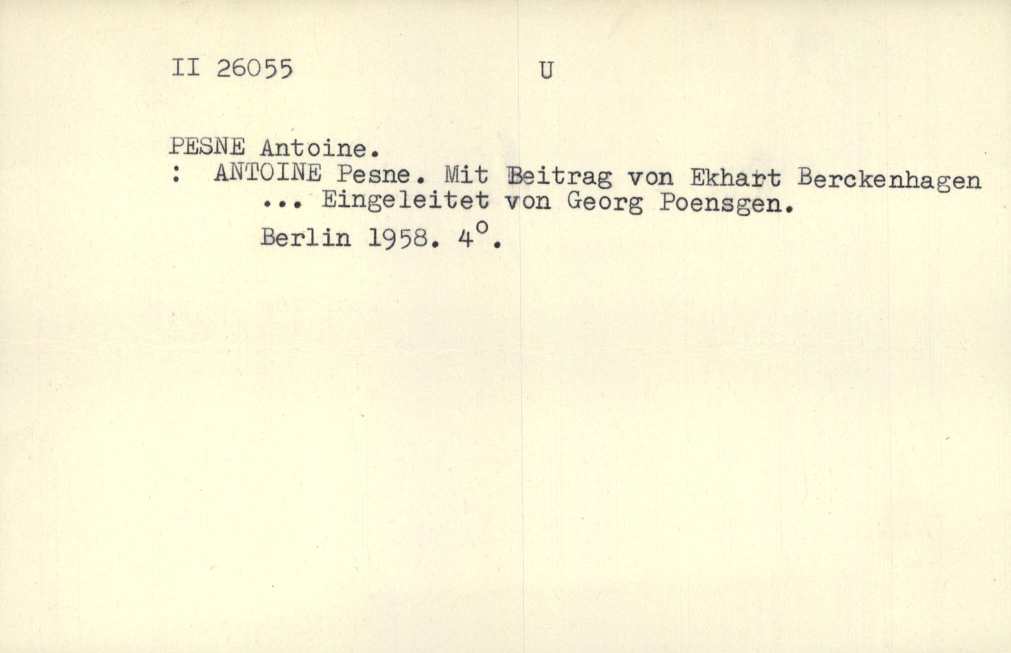 II 26055 U
PESNE Antoine.
: ANTOINE Pesne. Mit Beitrag von Ekhart Berckenhagen
... Eingeleitet von Georg Poensgen.
Berlin 1958. 4°.